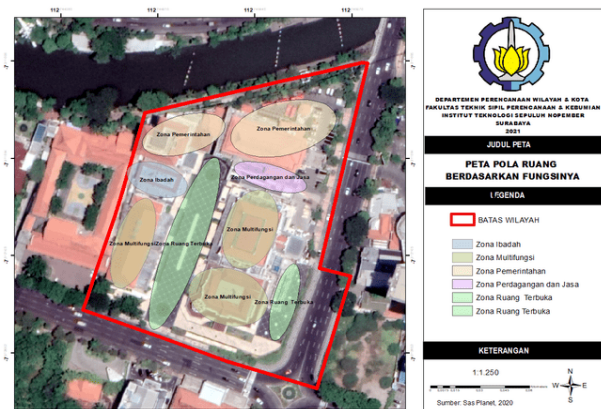 112
112
112
Zona Pemerintahan
Zona Pemerintahan
Zona Ibadah
Zona Perdagangan dan Jasa
Zona Multifungsi
Zona Ruang Terbuka
Zona Multifungsi
Zona Multifungsi
Zona Ruang Terbuka
DEPARTEMEN PERENCANAAN WILAYAH & KOTA
FAKULTAS TEKNIK SIPIL PERENCANAAN & KEBUMIAN
INSTITUT TEKNOLOGI SEPULUH NOPEMBER
SURABAYA
2021
JUDUL PETA
PETA POLA RUANG
BERDASARKAN FUNGSINYA
LEGENDA
BATAS WILAYAH
Zona Ibadah
Zona Multifungsi
Zona Pemerintahan
Zona Perdagangan dan Jasa
Zona Ruang Terbuka
Zona Ruang Terbuka
KETERANGAN
1:1.250
N
W E
S
Sumber: Sas Planet, 2020